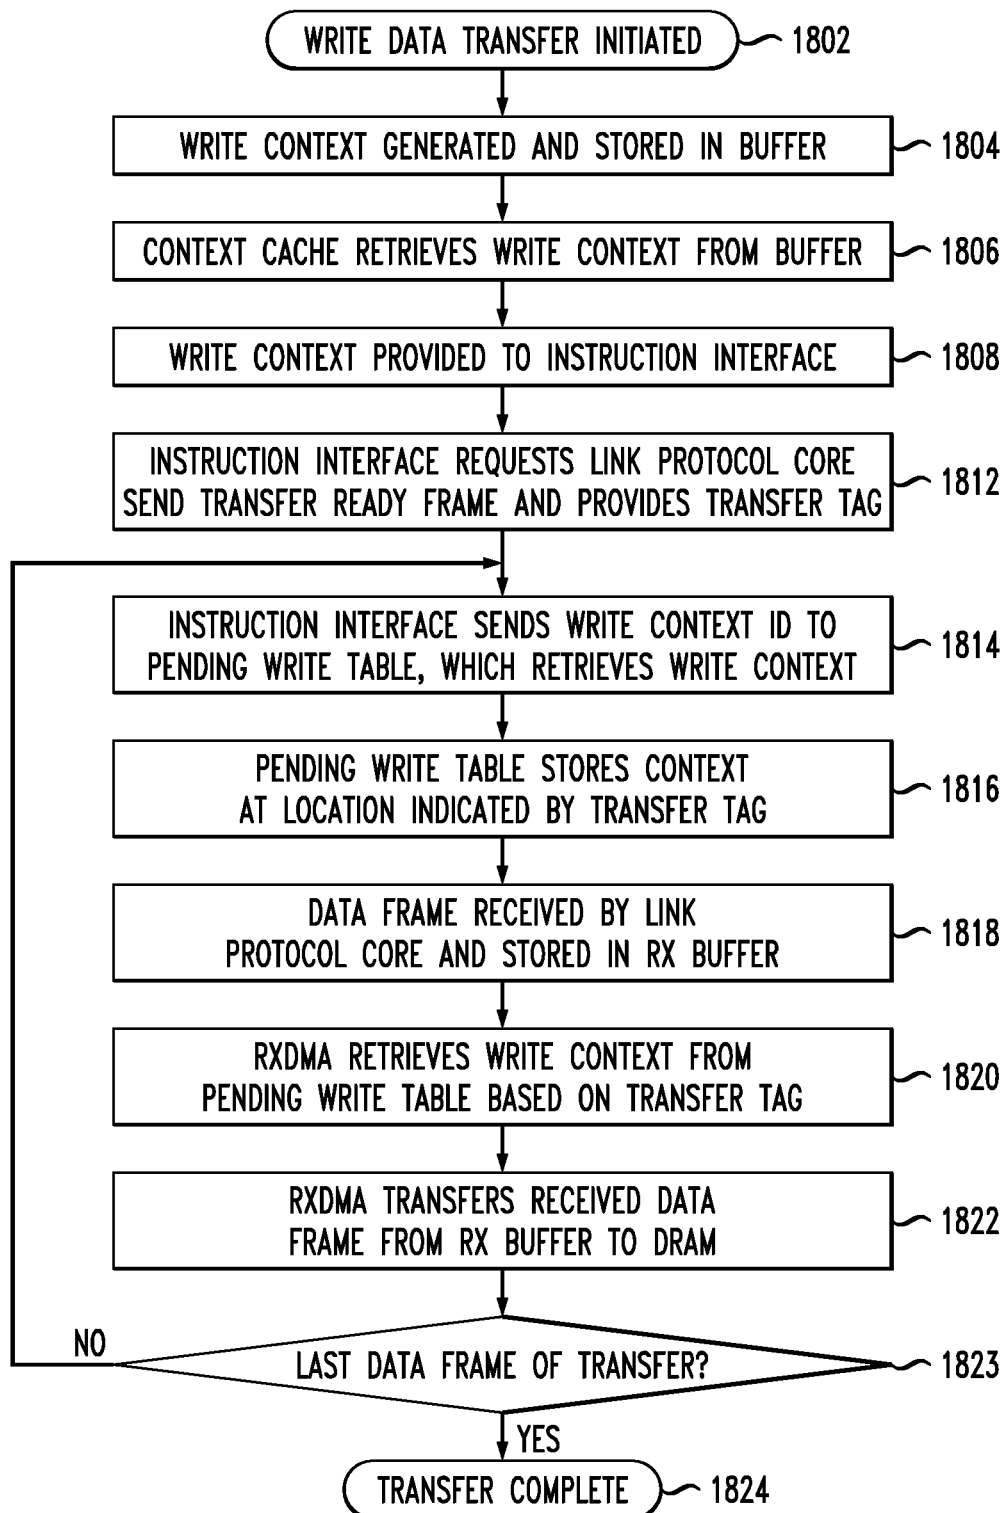 WRITE DATA TRANSFER INITIATED
1802
WRITE CONTEXT GENERATED AND STORED IN BUFFER
1804
CONTEXT CACHE RETRIEVES WRITE CONTEXT FROM BUFFER
1806
WRITE CONTEXT PROVIDED TO INSTRUCTION INTERFACE
1808
INSTRUCTION INTERFACE REQUESTS LINK PROTOCOL CORE
SEND TRANSFER READY FRAME AND PROVIDES TRANSFER TAG
1812
INSTRUCTION INTERFACE SENDS WRITE CONTEXT ID TO
PENDING WRITE TABLE, WHICH RETRIEVES WRITE CONTEXT
1814
PENDING WRITE TABLE STORES CONTEXT
AT LOCATION INDICATED BY TRANSFER TAG
1816
DATA FRAME RECEIVED BY LINK
PROTOCOL CORE AND STORED IN RX BUFFER
1818
RXDMA RETRIEVES WRITE CONTEXT FROM
PENDING WRITE TABLE BASED ON TRANSFER TAG
1820
RXDMA TRANSFERS RECEIVED DATA
FRAME FROM RX BUFFER TO DRAM
1822
NO
LAST DATA FRAME OF TRANSFER?
1823
YES
TRANSFER COMPLETE
1824